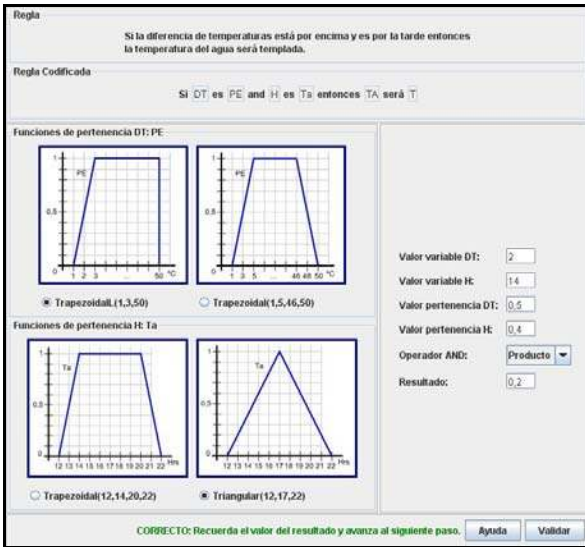 Regla
Si la diferencia de temperaturas está por encima y es por la tarde entonces
la temperatura del agua será templada.
Regla Codificada
Si DT es PE and H es Ta entonces TA será T
Funciones de pertenencia DT: PE
1
PE
0,5
0
1 2 3 ... 50 °C
1
PE
0,5
0
1 3 5 ... 46 48 50 °C
TrapezoidalL(1,3,50)
Trapezoidal(1,5,46,50)
Funciones de pertenencia H: Ta
1
Ta
0,5
0
12 13 14 15 16 17 18 19 20 21 22 Hrs
1
Ta
0,5
0
12 13 14 15 16 17 18 19 20 21 22 Hrs
Trapezoidal(12,14,20,22)
Triangular(12,17,22)
Valor variable DT: 2
Valor variable H: 14
Valor pertenencia DT: 0,5
Valor pertenencia H: 0,4
Operador AND: Producto
Resultado: 0,2
CORRECTO: Recuerda el valor del resultado y avanza al siguiente paso. Ayuda Validar